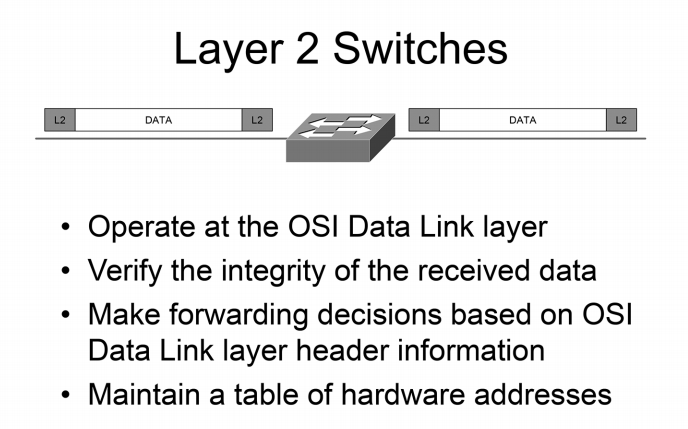 Layer 2 Switches
L2 DATA L2 L2 DATA L2
• Operate at the OSI Data Link layer
• Verify the integrity of the received data
• Make forwarding decisions based on OSI
Data Link layer header information
• Maintain a table of hardware addresses